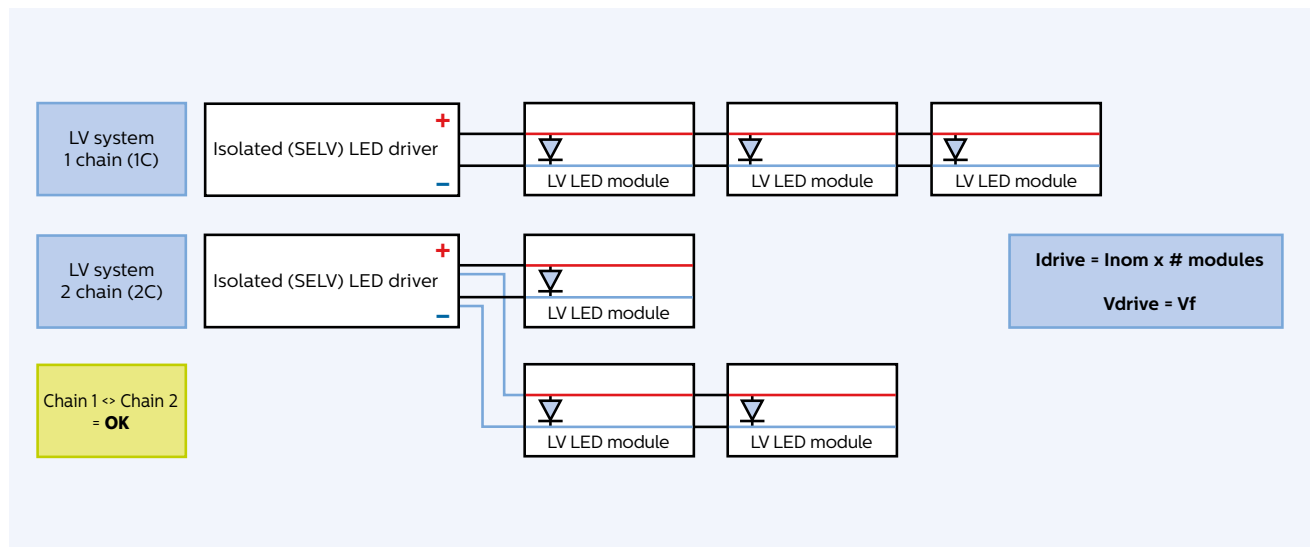 LV system
1 chain (1C)
Isolated (SELV) LED driver
+
–
LV LED module
LV LED module
LV LED module
LV system
2 chain (2C)
Isolated (SELV) LED driver
+
–
LV LED module
Idrive = Inom x # modules
Vdrive = Vf
Chain 1 <> Chain 2
= OK
LV LED module
LV LED module